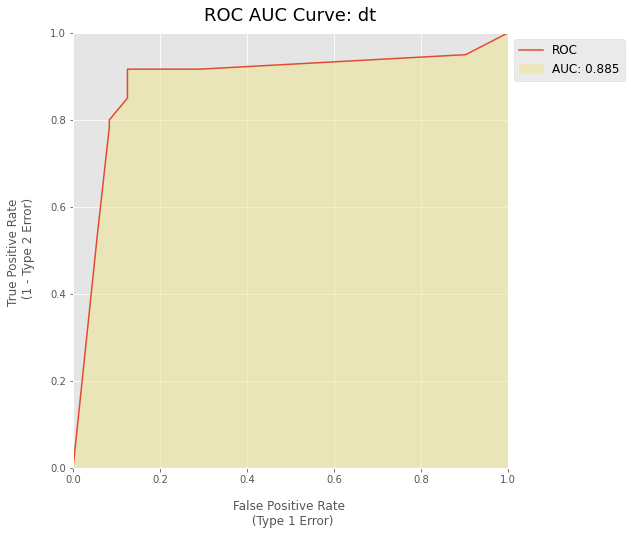 ROC AUC Curve: dt
ROC
AUC: 0.885
True Positive Rate
(1 - Type 2 Error)
1.0
0.8
0.6
0.4
0.2
0.0
0.0 0.2 0.4 0.6 0.8 1.0
False Positive Rate
(Type 1 Error)